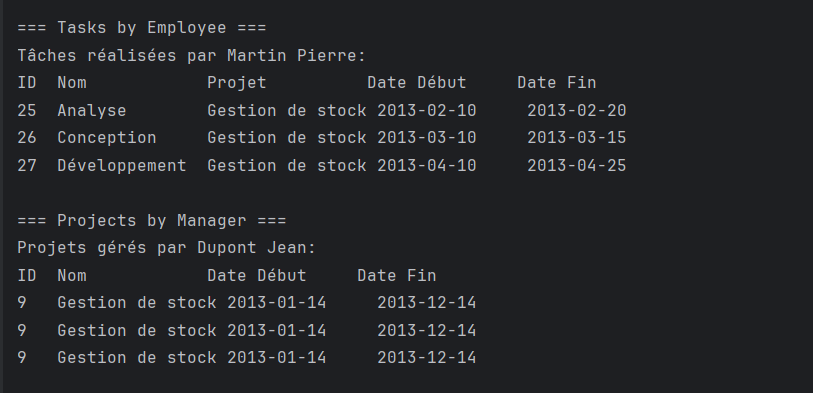 === Tasks by Employee ===
Tâches réalisées par Martin Pierre:
ID  Nom            Projet          Date Début     Date Fin
25  Analyse        Gestion de stock 2013-02-10     2013-02-20
26  Conception     Gestion de stock 2013-03-10     2013-03-15
27  Développement  Gestion de stock 2013-04-10     2013-04-25
=== Projects by Manager ===
Projets gérés par Dupont Jean:
ID  Nom            Date Début     Date Fin
9   Gestion de stock 2013-01-14     2013-12-14
9   Gestion de stock 2013-01-14     2013-12-14
9   Gestion de stock 2013-01-14     2013-12-14